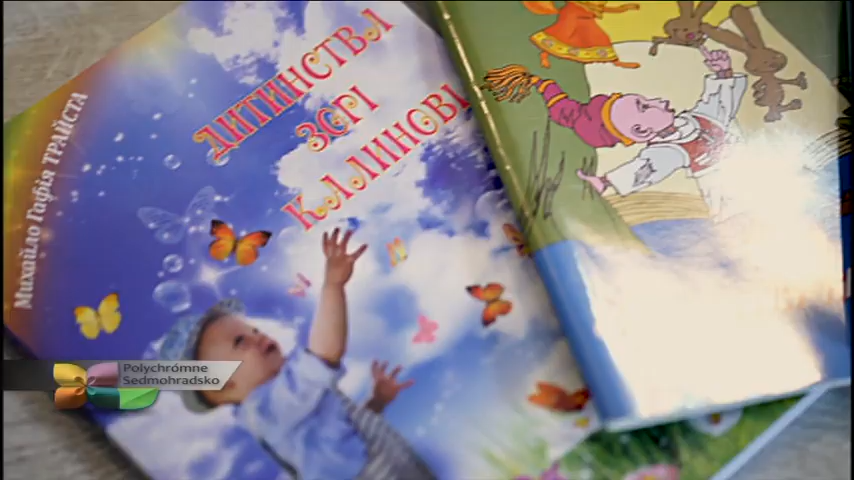 Михайло Гафія ТРАЙСТА
ДИТИНСТВА
ЗОРІ
КАЛИНОВІ
Polychrómne
Sedmohradsko